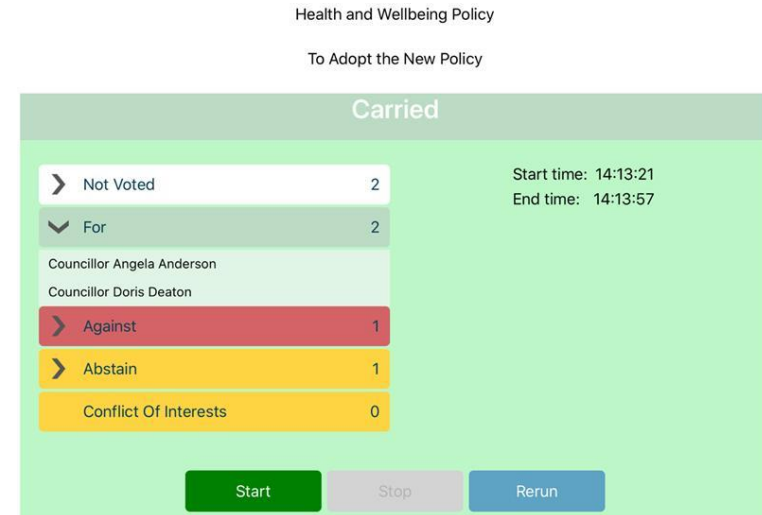 Health and Wellbeing Policy
To Adopt the New Policy
Carried
Not Voted 2
Start time: 14:13:21
End time: 14:13:57
For 2
Councillor Angela Anderson
Councillor Doris Deaton
Against 1
Abstain 1
Conflict Of Interests 0
Start Stop Rerun